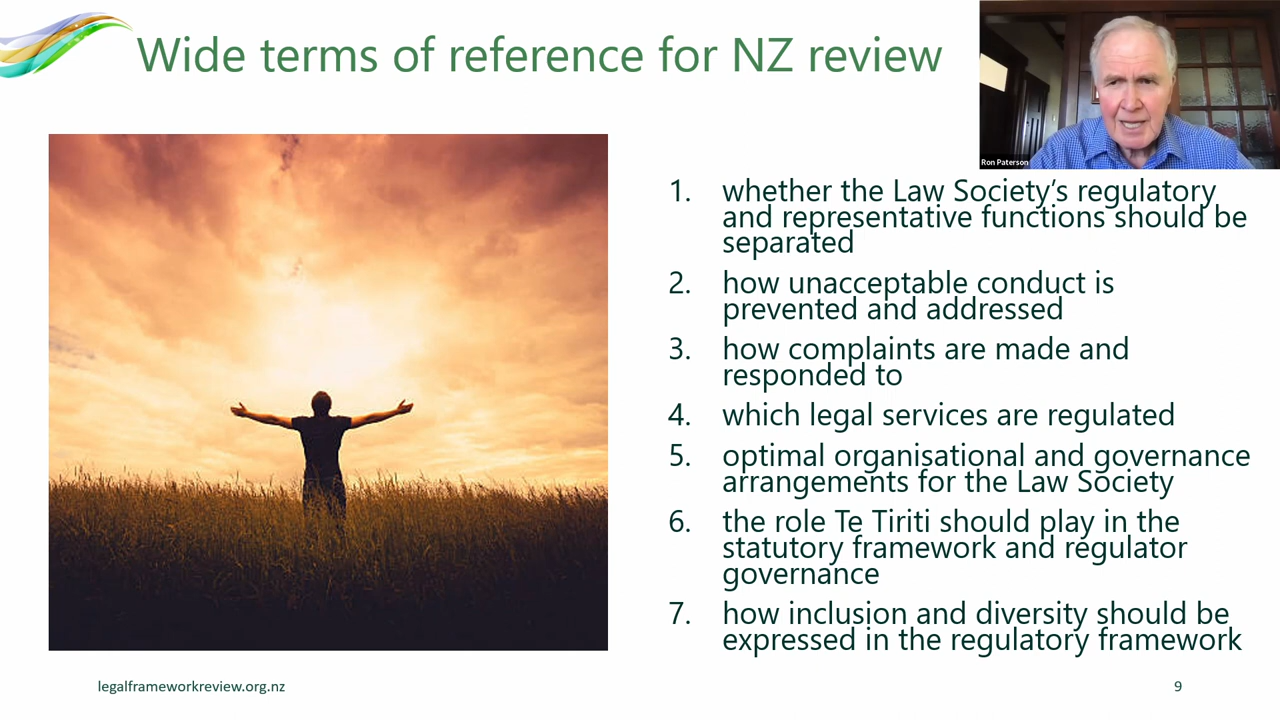 Wide terms of reference for NZ review
Ron Paterson
1. whether the Law Society’s regulatory
and representative functions should be
separated
2. how unacceptable conduct is
prevented and addressed
3. how complaints are made and
responded to
4. which legal services are regulated
5. optimal organisational and governance
arrangements for the Law Society
6. the role Te Tiriti should play in the
statutory framework and regulator
governance
7. how inclusion and diversity should be
expressed in the regulatory framework
legalframeworkreview.org.nz
9